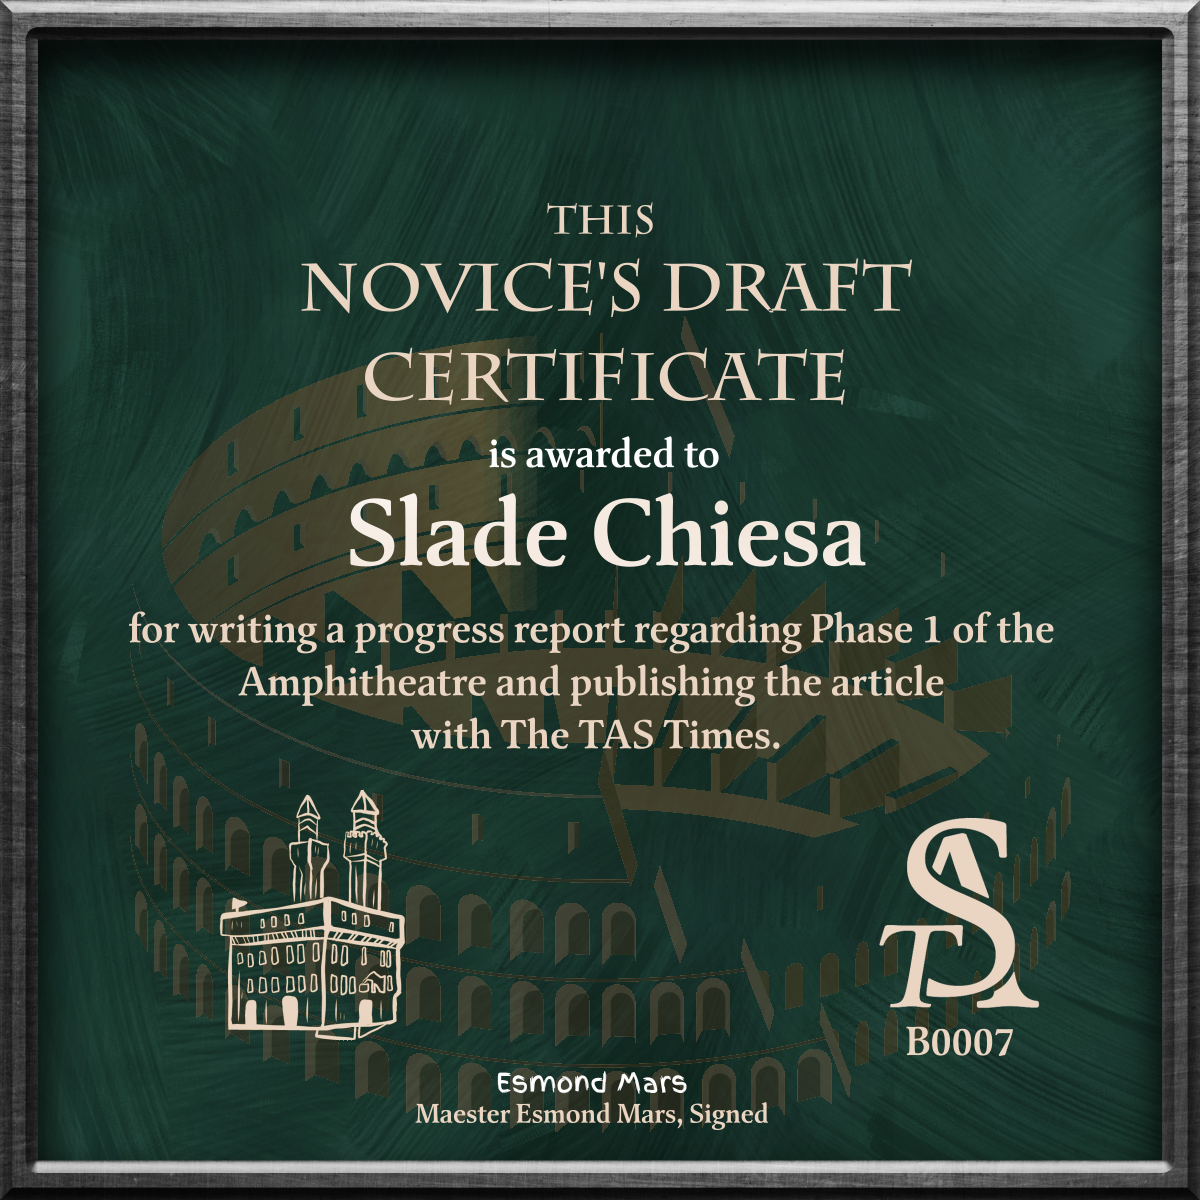 THIS
NOVICE'S DRAFT
CERTIFICATE
is awarded to
Slade Chiesa
for writing a progress report regarding Phase 1 of the
Amphitheatre and publishing the article
with The TAS Times.
TAS
B0007
Esmond Mars
Maester Esmond Mars, Signed